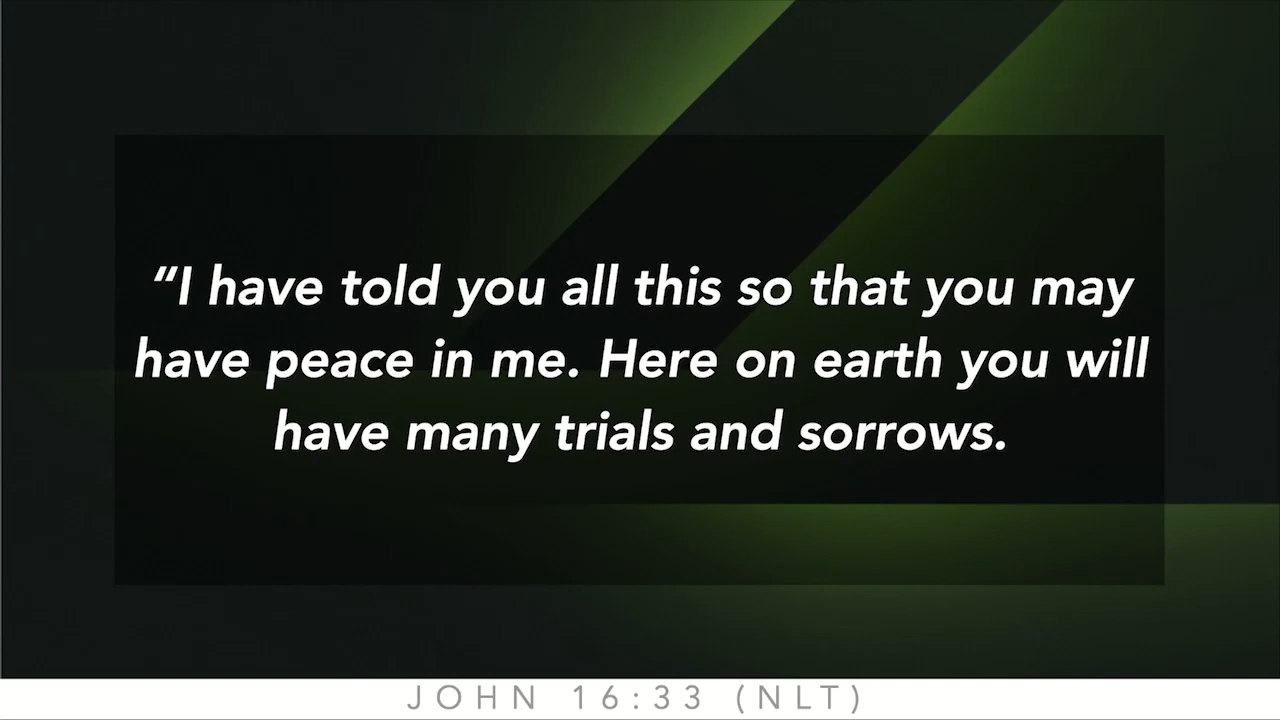 “I have told you all this so that you may
have peace in me. Here on earth you will
have many trials and sorrows.
JOHN 16:33 (NLT)